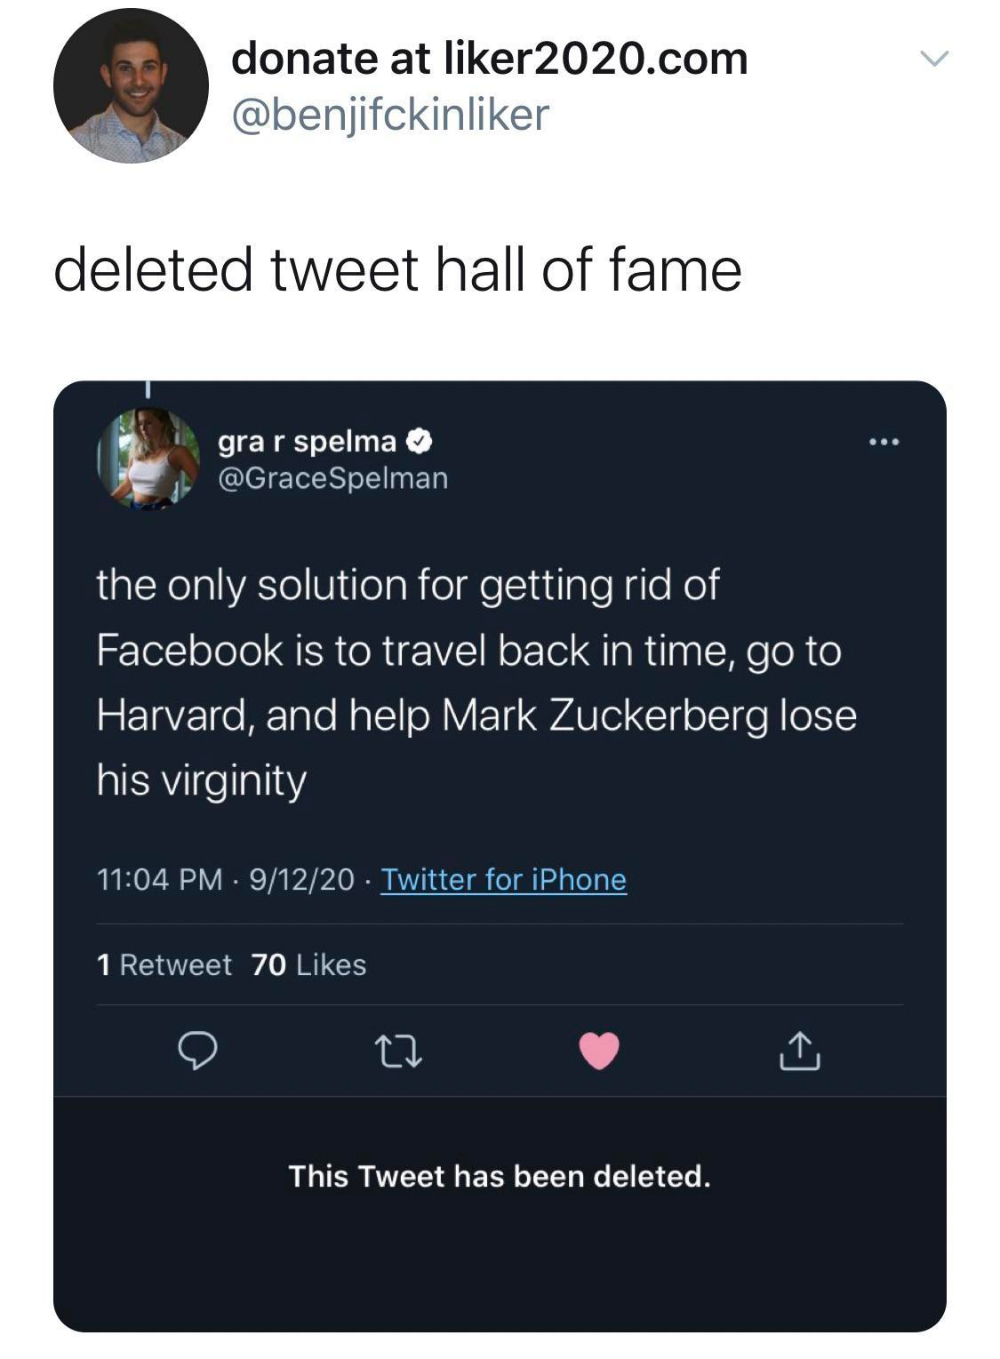 donate at liker2020.com
@benjifckinliker
deleted tweet hall of fame
gra r spelma
@GraceSpelman
the only solution for getting rid of
Facebook is to travel back in time, go to
Harvard, and help Mark Zuckerberg lose
his virginity
11:04 PM · 9/12/20 · Twitter for iPhone
1 Retweet 70 Likes
This Tweet has been deleted.